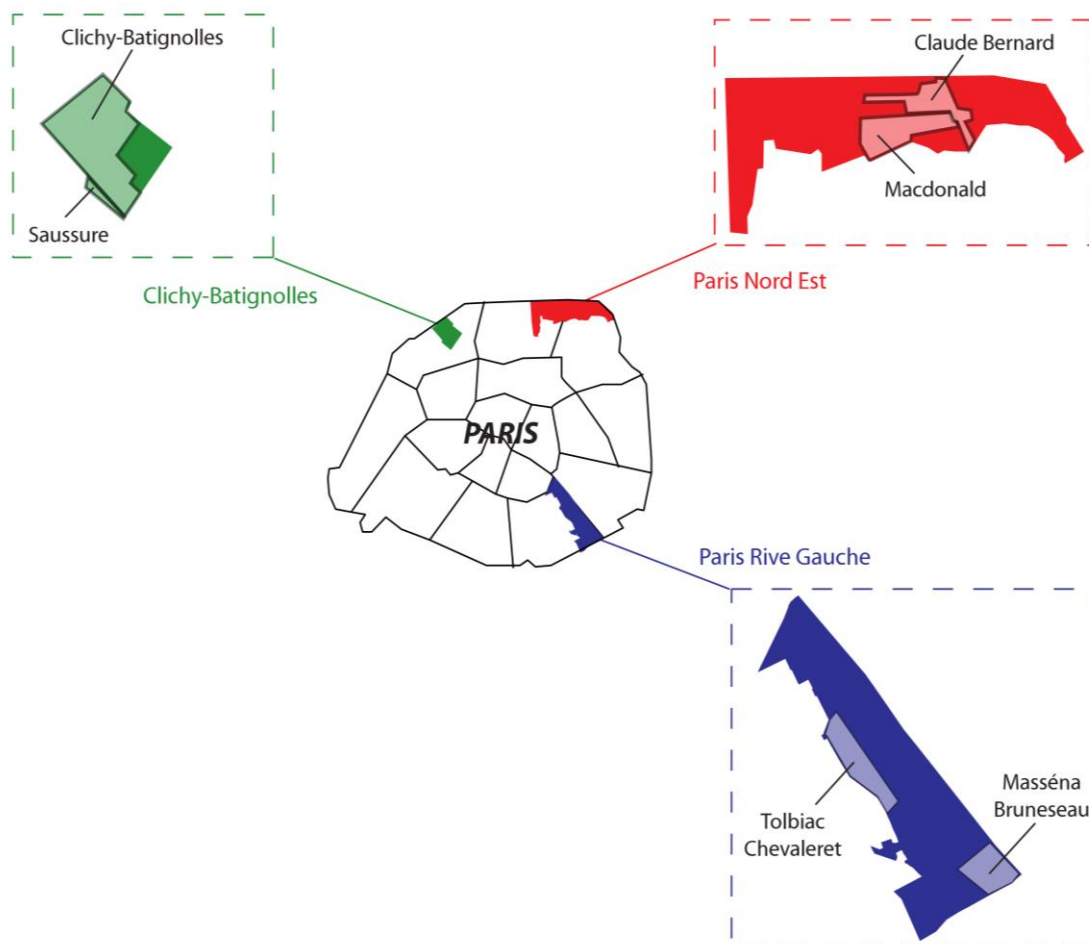 Clichy-Batignolles
Saussure
Clichy-Batignolles
Claude Bernard
Macdonald
Paris Nord Est
PARIS
Paris Rive Gauche
Tolbiac
Chevaleret
Masséna
Bruneseau